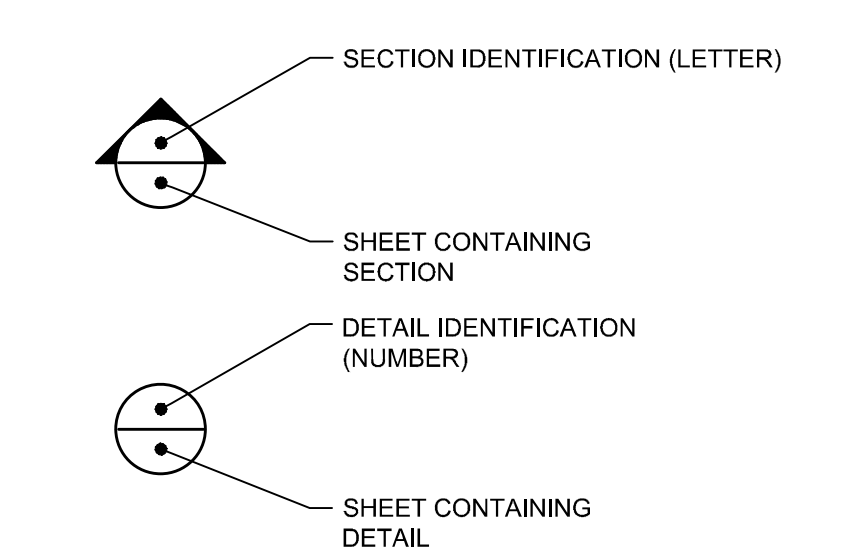 SECTION IDENTIFICATION (LETTER)
SHEET CONTAINING
SECTION
DETAIL IDENTIFICATION
(NUMBER)
SHEET CONTAINING
DETAIL